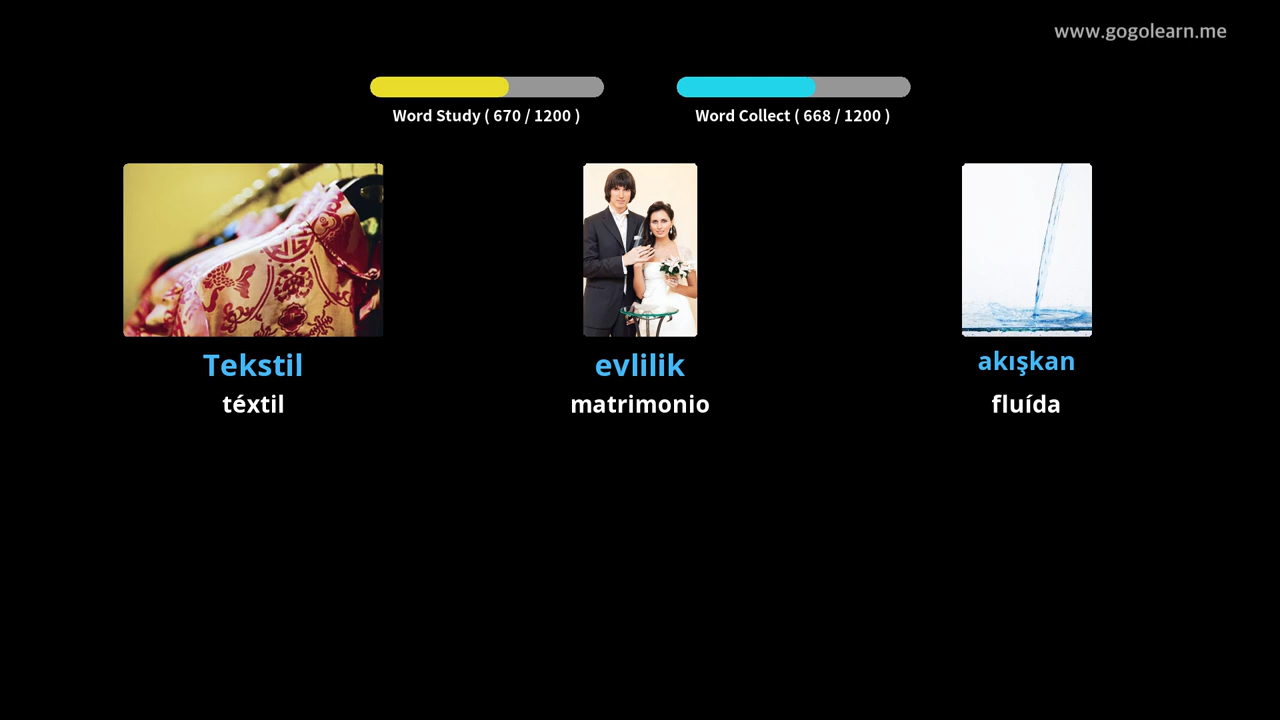 www.gogolearn.me
Word Study ( 670 / 1200 )
Word Collect ( 668 / 1200 )
Tekstil
téxtil
evlilik
matrimonio
akışkan
fluída